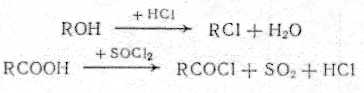 ROH + HCl → RCl + H₂O
RCOOH + SOCl₂ → RCOCl + SO₂ + HCl